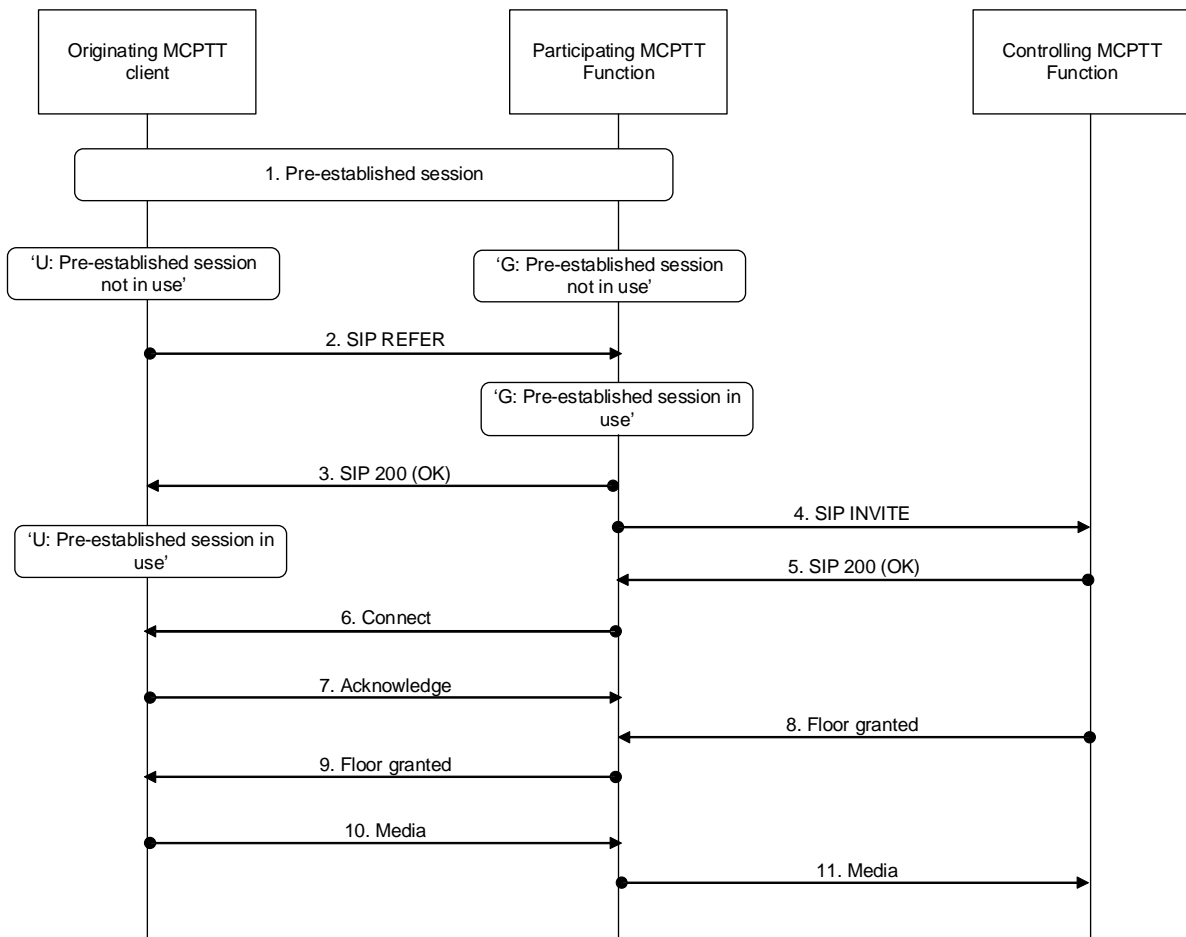 Originating MCPTT
client
Participating MCPTT
Function
Controlling MCPTT
Function
1. Pre-established session
‘U: Pre-established session
not in use’
‘G: Pre-established session
not in use’
2. SIP REFER
‘G: Pre-established session in
use’
3. SIP 200 (OK)
4. SIP INVITE
‘U: Pre-established session in
use’
5. SIP 200 (OK)
6. Connect
7. Acknowledge
8. Floor granted
9. Floor granted
10. Media
11. Media